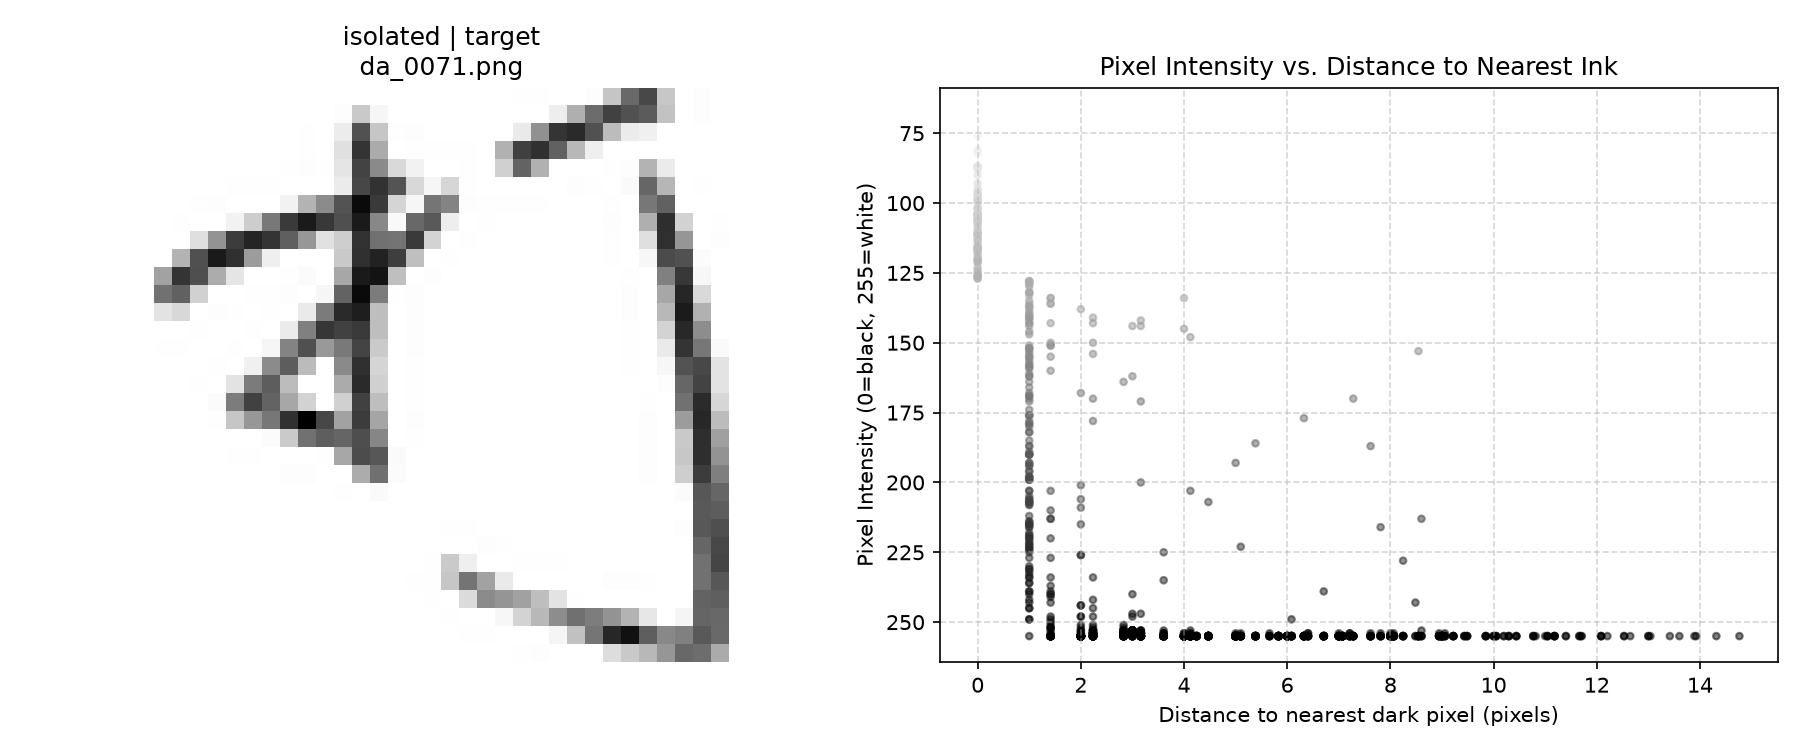 isolated | target
da_0071.png
Pixel Intensity vs. Distance to Nearest Ink
Pixel Intensity (0=black, 255=white)
75
100
125
150
175
200
225
250
0 2 4 6 8 10 12 14
Distance to nearest dark pixel (pixels)